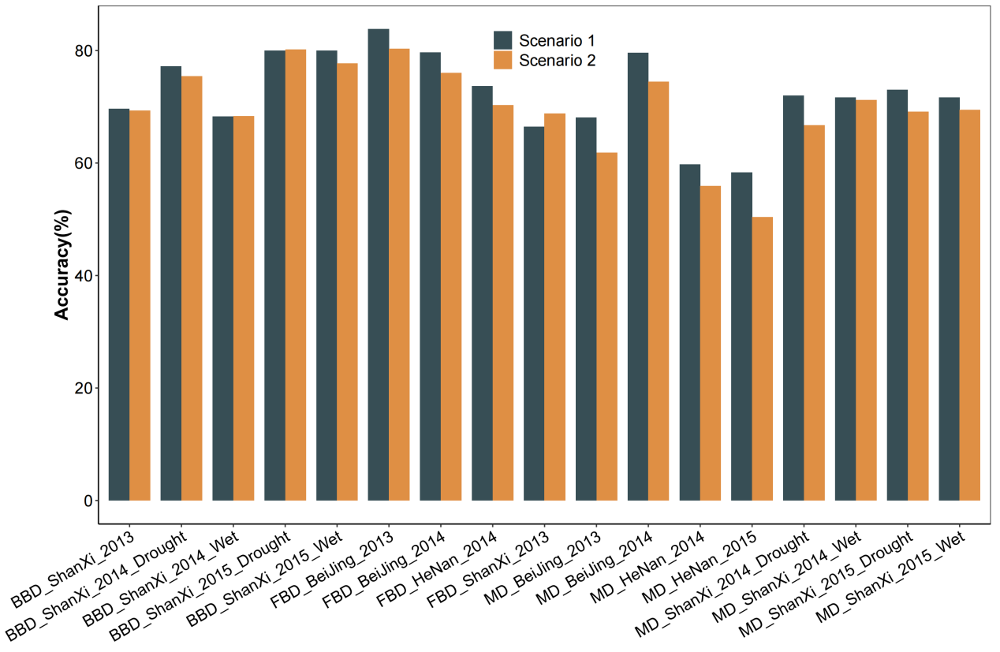 Scenario 1
Scenario 2
Accuracy(%)
80
60
40
20
0
BBD_ShanXi_2013
BBD_ShanXi_2014_Drought
BBD_ShanXi_2014_Wet
BBD_ShanXi_2015_Drought
BBD_ShanXi_2015_Wet
FBD_BeiJing_2013
FBD_BeiJing_2014
FBD_HeNan_2014
FBD_ShanXi_2013
MD_BeiJing_2013
MD_BeiJing_2014
MD_HeNan_2014
MD_HeNan_2015
MD_ShanXi_2014_Drought
MD_ShanXi_2014_Wet
MD_ShanXi_2015_Drought
MD_ShanXi_2015_Wet